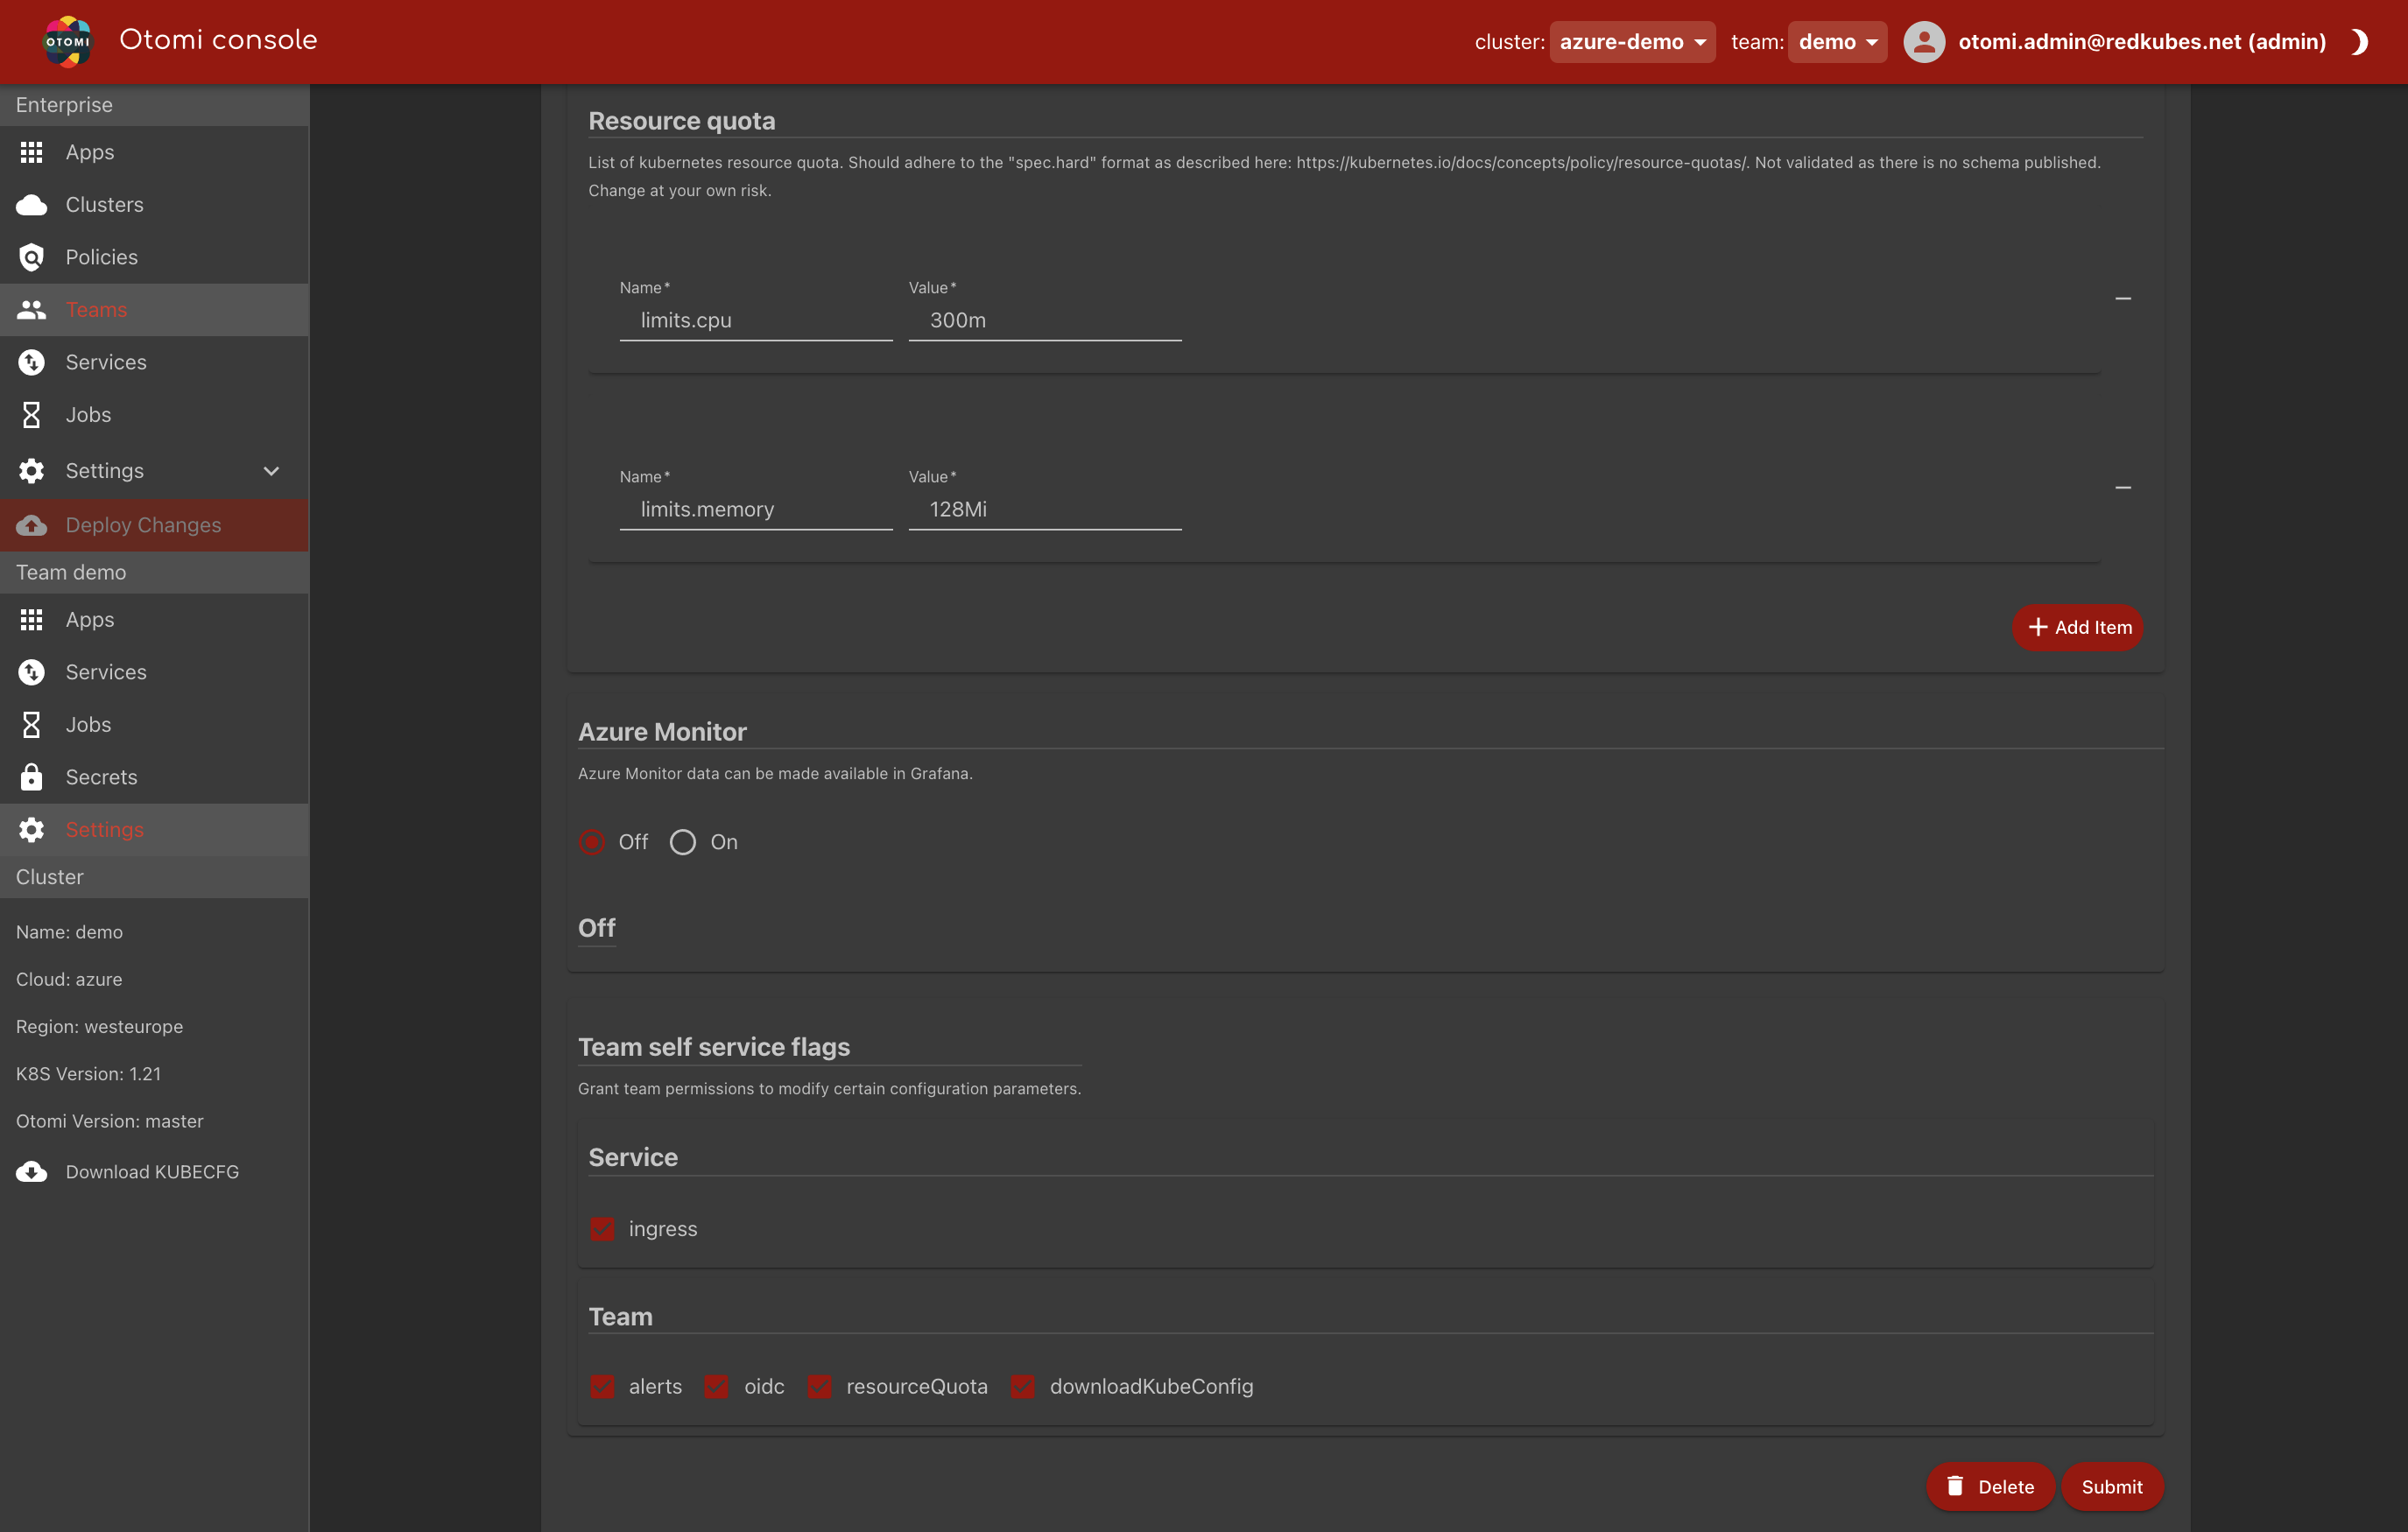 OTOMI
Otomi console
cluster: azure-demo team: demo otomi.admin@redkubes.net (admin)
Enterprise
Apps
Clusters
Policies
Teams
Services
Jobs
Settings
Deploy Changes
Team demo
Apps
Services
Jobs
Secrets
Settings
Cluster
Name: demo
Cloud: azure
Region: westeurope
K8S Version: 1.21
Otomi Version: master
Download KUBECFG
Resource quota
List of kubernetes resource quota. Should adhere to the "spec.hard" format as described here: https://kubernetes.io/docs/concepts/policy/resource-quotas/. Not validated as there is no schema published.
Change at your own risk.
Name* Value*
limits.cpu 300m
Name* Value*
limits.memory 128Mi
Add Item
Azure Monitor
Azure Monitor data can be made available in Grafana.
Off On
Off
Team self service flags
Grant team permissions to modify certain configuration parameters.
Service
ingress
Team
alerts oidc resourceQuota downloadKubeConfig
Delete Submit